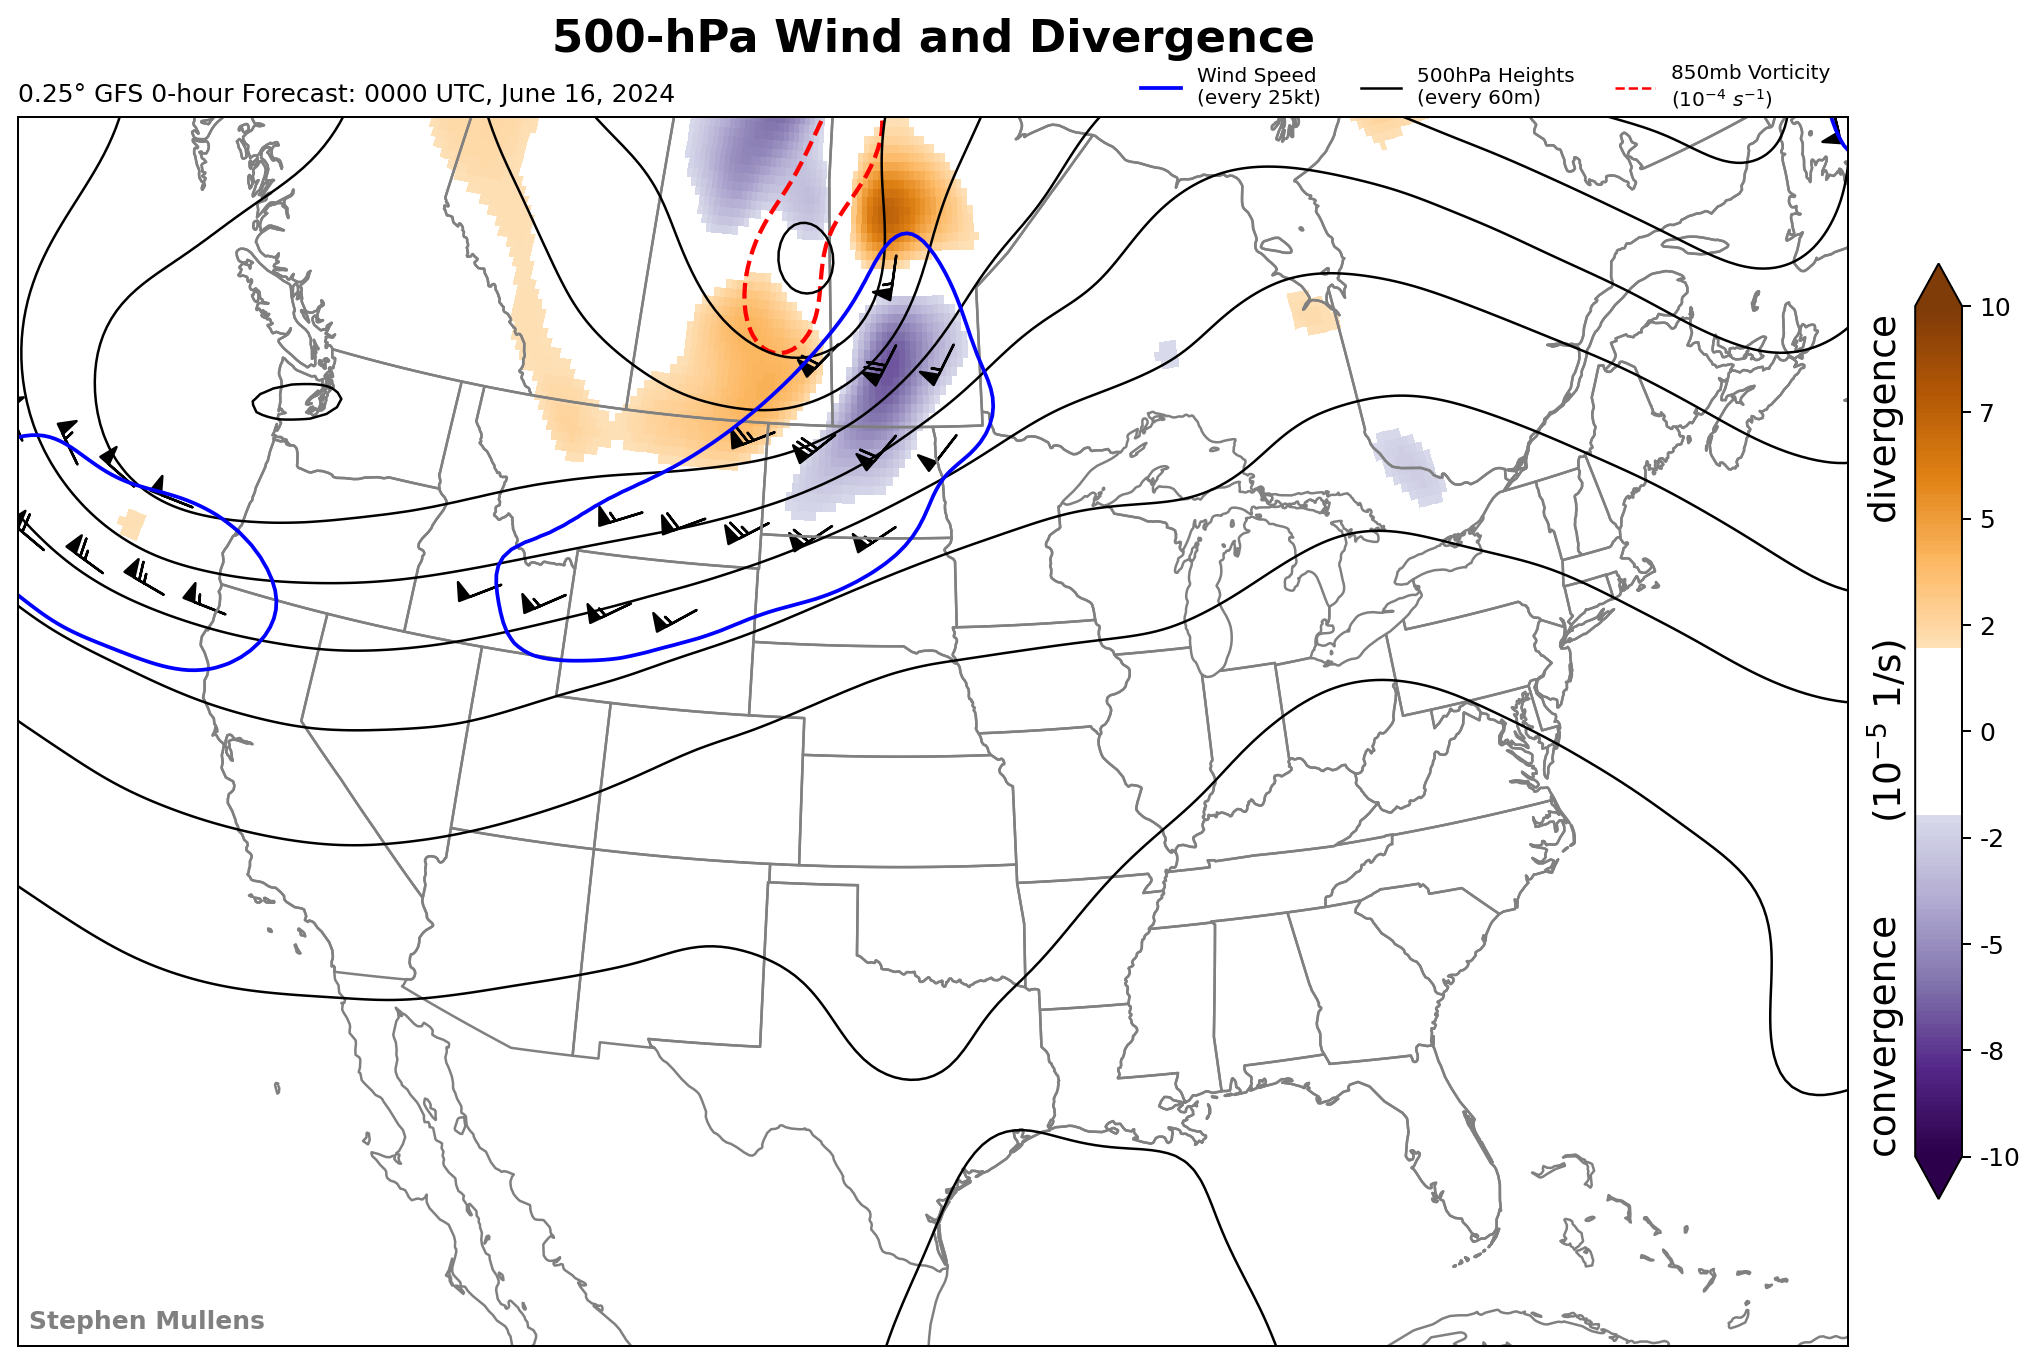 500-hPa Wind and Divergence
0.25° GFS 0-hour Forecast: 0000 UTC, June 16, 2024
Wind Speed
(every 25kt)
500hPa Heights
(every 60m)
850mb Vorticity
(10⁻⁴ s⁻¹)
10
7
5
2
0
-2
-5
-8
-10
convergence (10⁻⁵ 1/s) divergence
Stephen Mullens